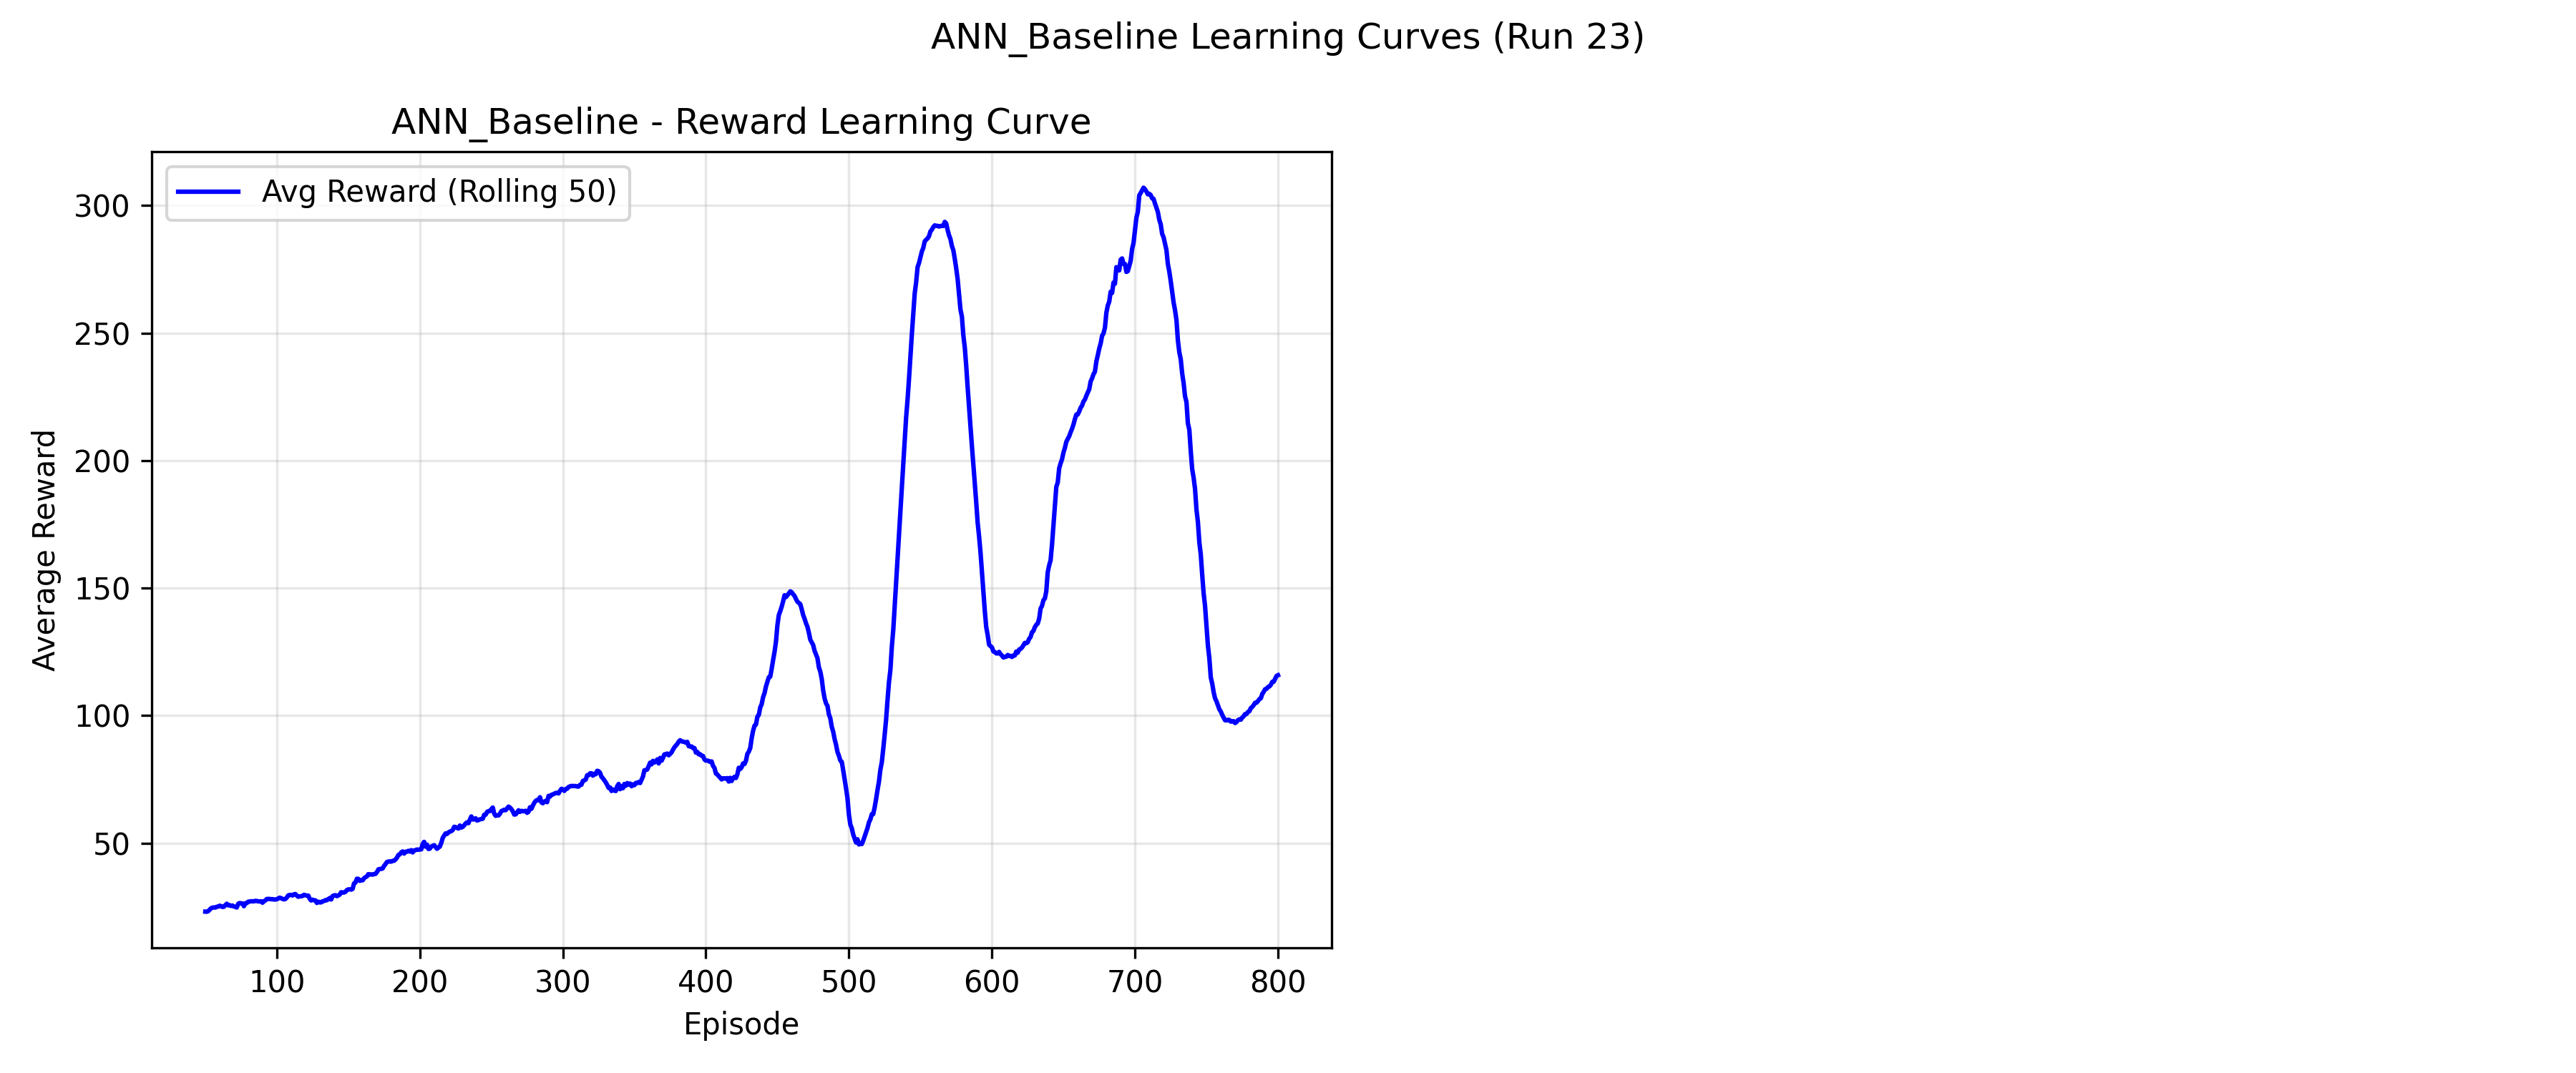 ANN_Baseline Learning Curves (Run 23)
ANN_Baseline - Reward Learning Curve
Avg Reward (Rolling 50)
300
250
200
150
100
50
Average Reward
100 200 300 400 500 600 700 800
Episode